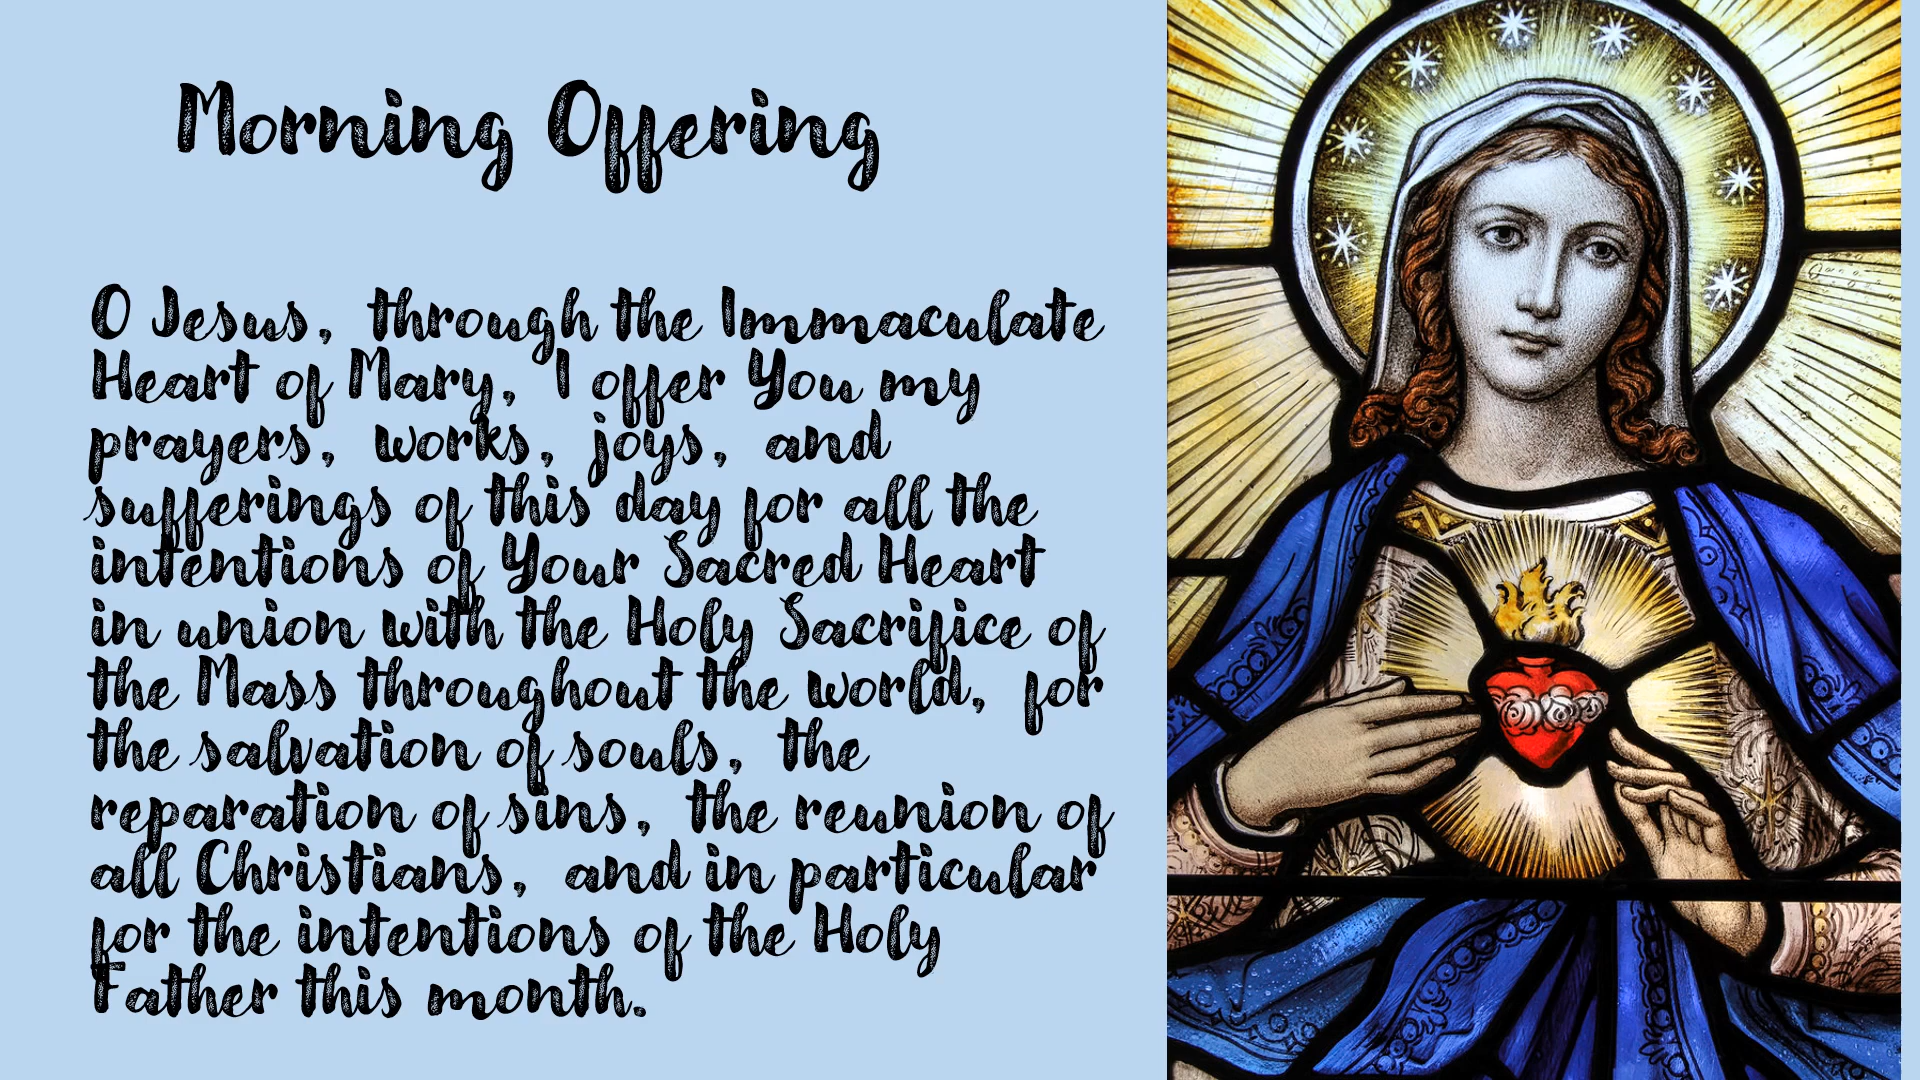 Morning Offering
O Jesus, through the Immaculate
Heart of Mary, I offer You my
prayers, works, joys, and
sufferings of this day for all the
intentions of Your Sacred Heart
in union with the Holy Sacrifice of
the Mass throughout the world, for
the salvation of souls, the
reparation of sins, the reunion of
all Christians, and in particular
for the intentions of the Holy
Father this month.